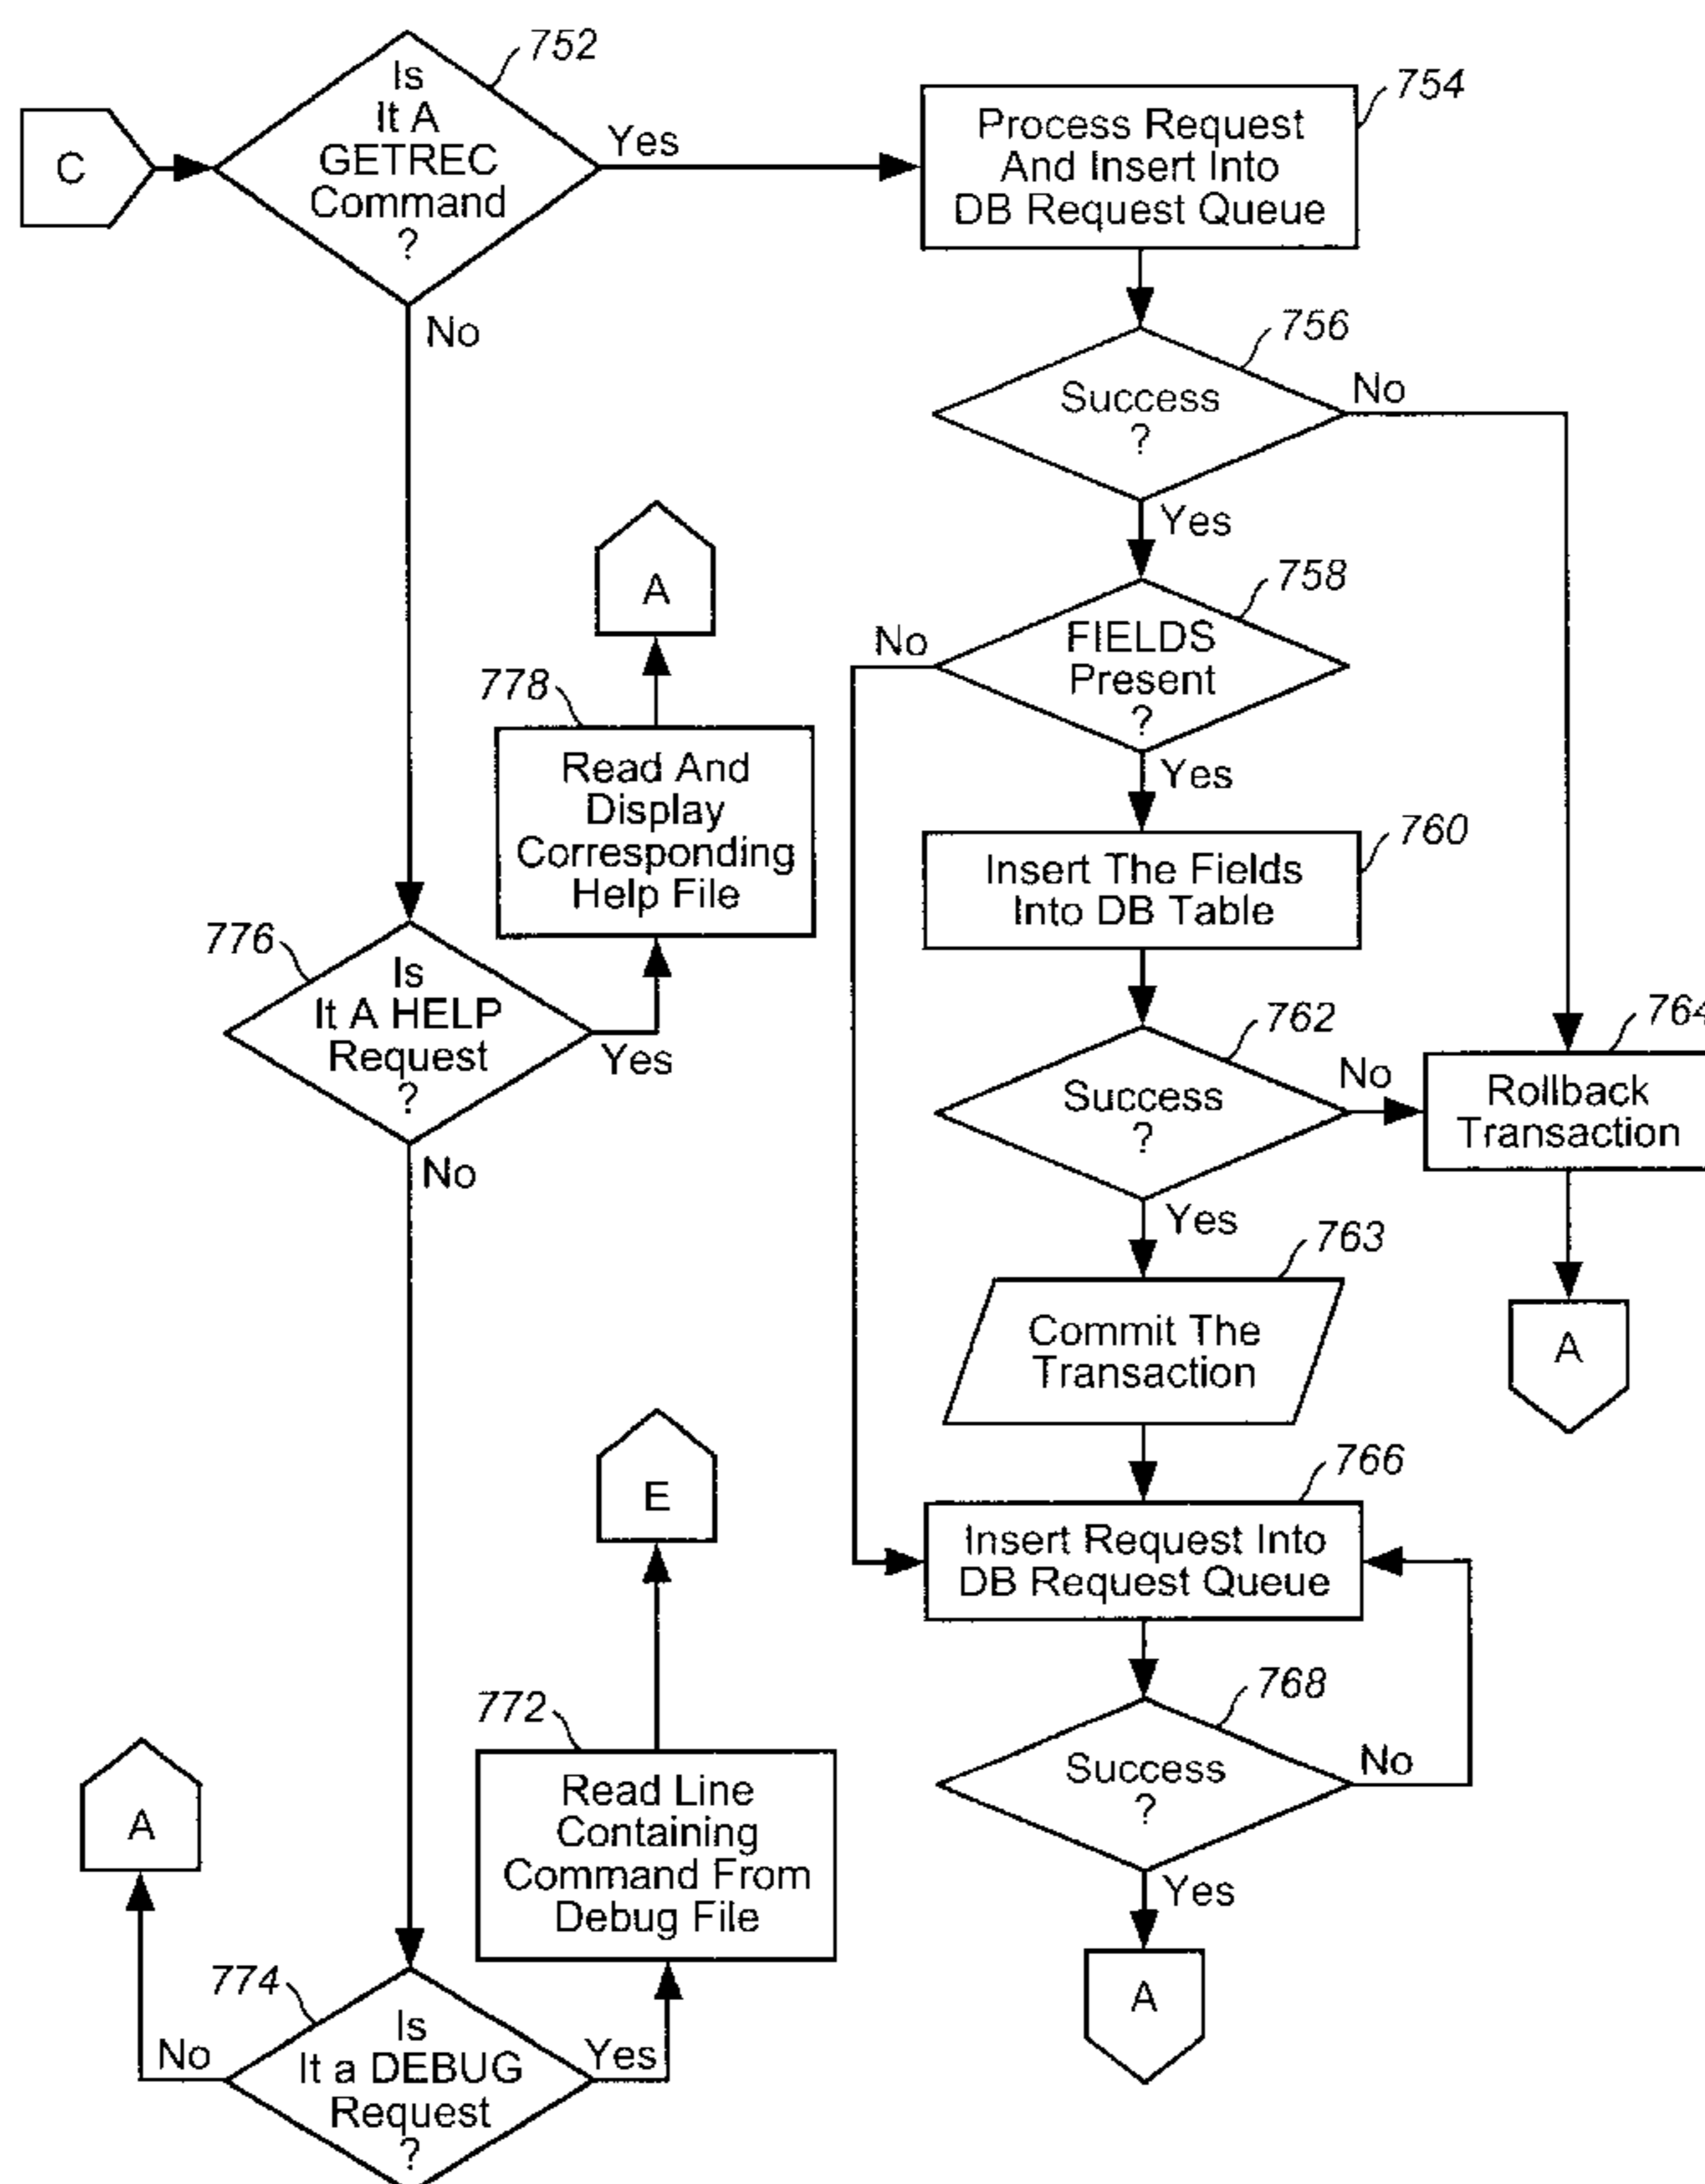 752
Is
It A
GETREC
Command
?
C
Yes
No
754
Process Request
And Insert Into
DB Request Queue
756
Success
?
No
Yes
758
FIELDS
Present
?
No
Yes
760
Insert The Fields
Into DB Table
762
Success
?
No
Yes
764
Rollback
Transaction
A
763
Commit The
Transaction
766
Insert Request Into
DB Request Queue
768
Success
?
No
Yes
A
A
778
Read And
Display
Corresponding
Help File
776
Is
It A HELP
Request
?
Yes
No
E
772
Read Line
Containing
Command From
Debug File
A
774
Is
It a DEBUG
Request
?
No
Yes